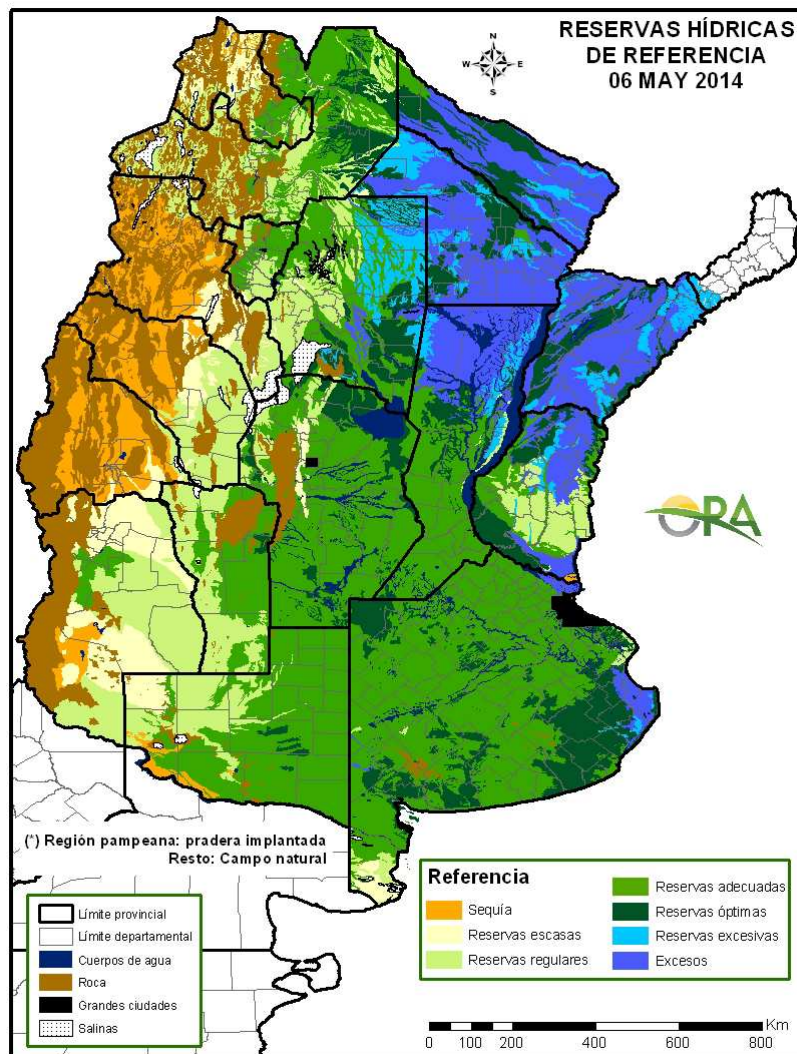 RESERVAS HÍDRICAS
DE REFERENCIA
06 MAY 2014
N
W E
S
OPA
(*) Región pampeana: pradera implantada
Resto: Campo natural
Límite provincial
Límite departamental
Cuerpos de agua
Roca
Grandes ciudades
Salinas
Referencia
Sequía
Reservas escasas
Reservas regulares
Reservas adecuadas
Reservas óptimas
Reservas excesivas
Excesos
Km
0 100 200 400 600 800